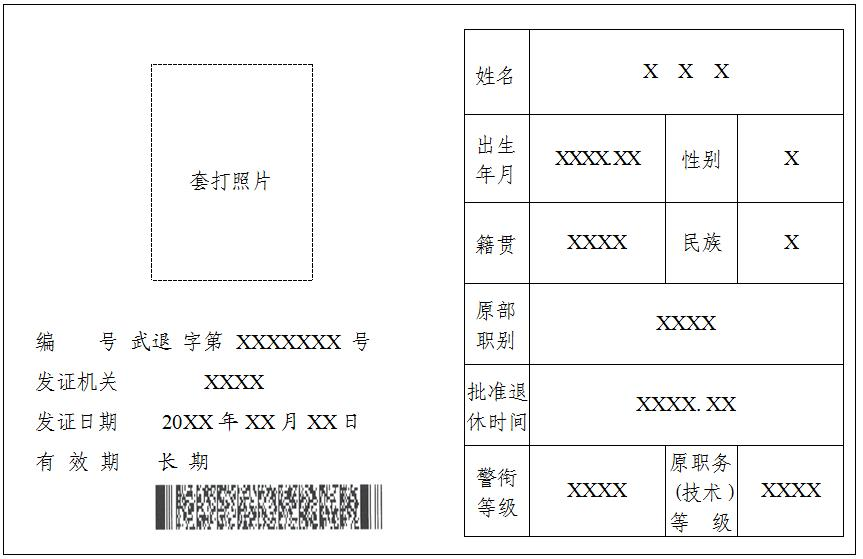 套打照片
编 号 武退 字第 XXXXXXX 号
发证机关 XXXX
发证日期 20XX 年 XX 月 XX 日
有 效 期 长 期
姓名 X X X
出生
年月 XXXX.XX 性别 X
籍贯 XXXX 民族 X
原部
职别 XXXX
批准退
休时间 XXXX. XX
警衔
等级 XXXX
原职务
(技术)
等 级 XXXX